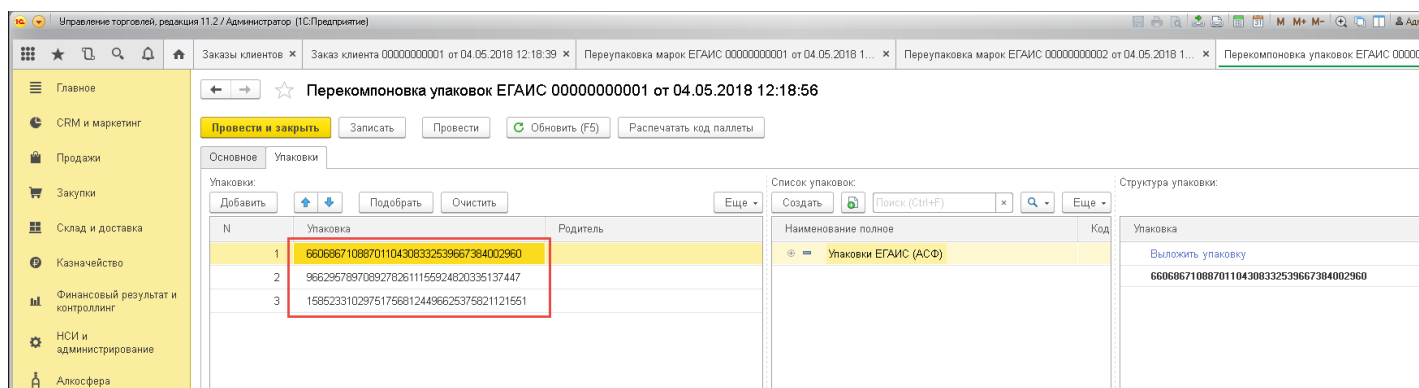 Управление торговлей, редакция 11.2 / Администратор (1С:Предприятие)
M M+ M-
Заказы клиентов × Заказ клиента 00000000001 от 04.05.2018 12:18:39 × Переупаковка марок ЕГАИС 00000000001 от 04.05.2018 1... × Переупаковка марок ЕГАИС 00000000002 от 04.05.2018 1... × Перекомпоновка упаковок ЕГАИС
Главное
CRM и маркетинг
Продажи
Закупки
Склад и доставка
Казначейство
Финансовый результат и
контроллинг
НСИ и
администрирование
Алкосфера
Перекомпоновка упаковок ЕГАИС 00000000001 от 04.05.2018 12:18:56
Провести и закрыть Записать Провести Обновить (F5) Распечатать код паллеты
Основное Упаковки
Упаковки:
Добавить Подобрать Очистить Еще
N Упаковка Родитель
1 66068671088701104308332539667384002960
2 966295789708927826111559248203351 37447
3 158523310297517568124496625375821121551
Список упаковок:
Создать Поиск (Ctrl+F) × Еще
Наименование полное Код
Упаковки ЕГАИС (АСФ)
Структура упаковки:
Упаковка
Выложить упаковку
66068671088701104308332539667384002960